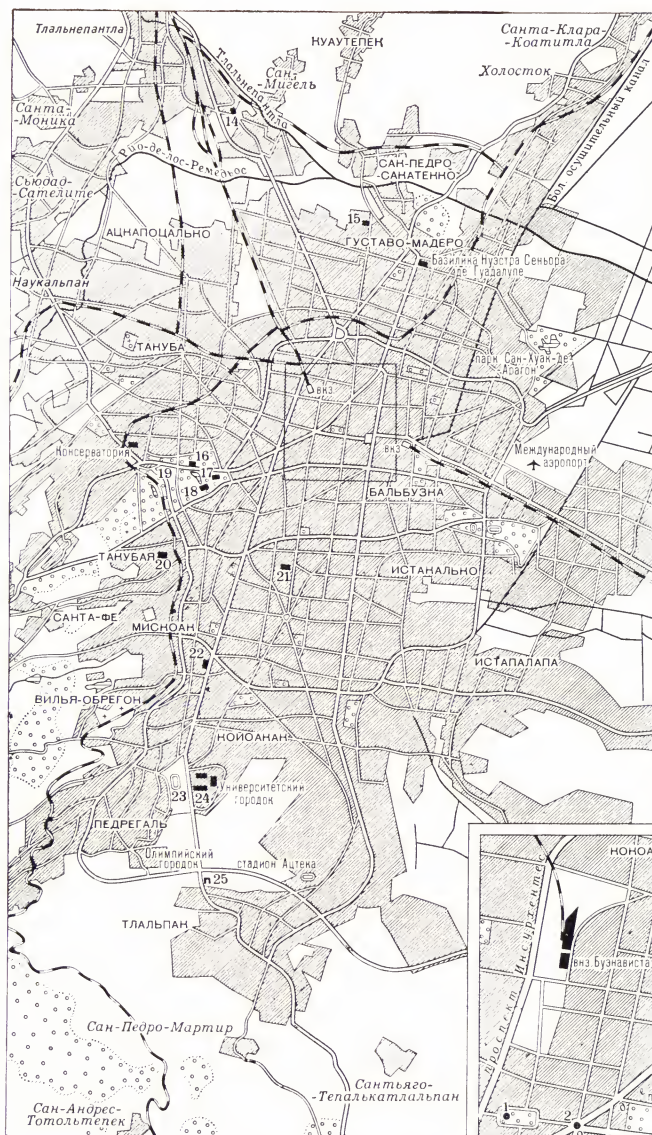 Тлальнепантла
КУАУТЕПЕК
Санта-Клара-
-Коатитла
Холосток
Сан-
-Мигель
Тлальнепантла
14
Санта-
-Моника
Бол. осушительный канал
Рио-де-лос-Ремедиос
САН-ПЕДРО-
-САКАТЕНКО
Сьюдад-
-Сателите
15
АЦКАПОЦАЛЬКО
ГУСТАВО-МАДЕРО
Базилика Нуэстра Сеньора
де Гуадалупе
Наукальпан
ТАКУБА
парк Сан-Хуан-де-
-Арагон
вкз.
вкз.
Консерватория
16
17
18
19
Международный
аэропорт
БАЛЬБУЭНА
ТАКУБАЯ
20
21
ИСТАКАЛЬКО
САНТА-ФЕ
МИСКОАК
22
ИСТАПАЛАПА
ВИЛЬЯ-ОБРЕГОН
КОЙОАКАН
23
24
Университетский
городок
ПЕДРЕГАЛЬ
Олимпийский
городок
стадион Ацтека
25
ТЛАЛЬПАН
Сан-Педро-Мартир
Сантьяго-
-Тепалькатлальпан
Сан-Андрес-
Тотольтепек
КОНОА
проспект Инсурхентес
вкз. Буэнависта
1
2